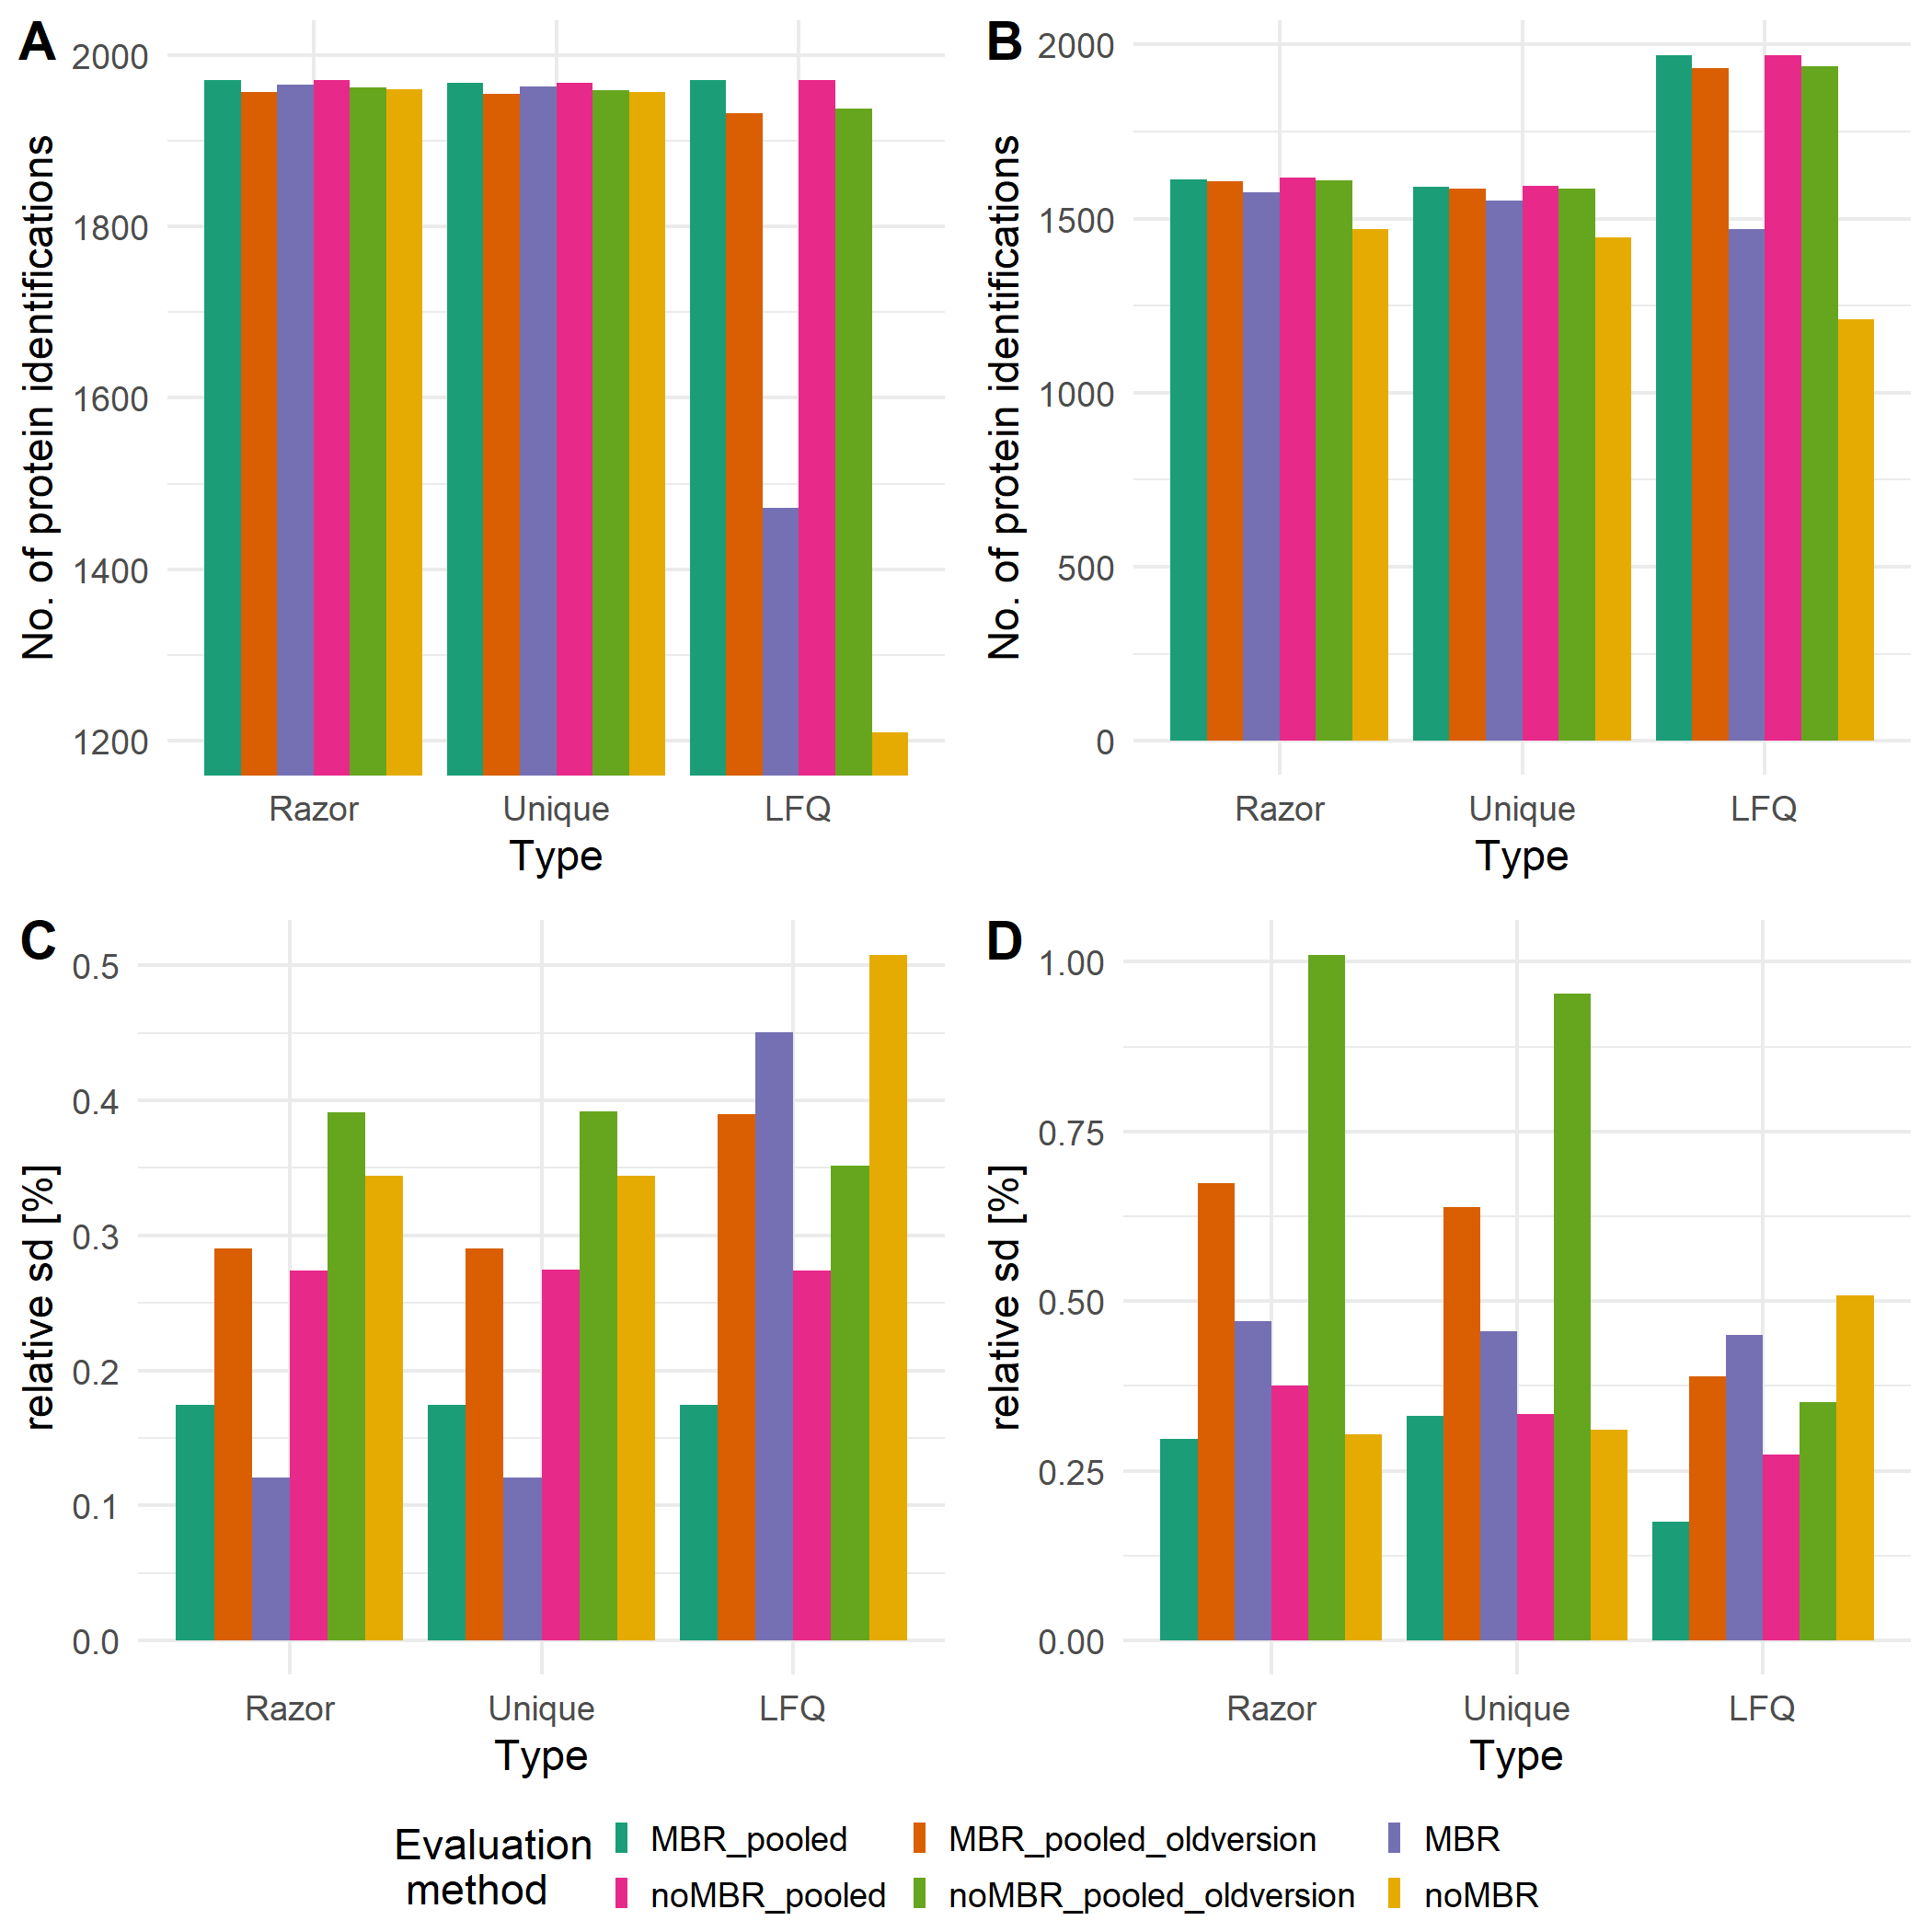 A
No. of protein identifications
2000
1800
1600
1400
1200
Razor Unique LFQ
Type
B
No. of protein identifications
2000
1500
1000
500
0
Razor Unique LFQ
Type
C
relative sd [%]
0.5
0.4
0.3
0.2
0.1
0.0
Razor Unique LFQ
Type
D
relative sd [%]
1.00
0.75
0.50
0.25
0.00
Razor Unique LFQ
Type
Evaluation
method
MBR_pooled MBR_pooled_oldversion MBR
noMBR_pooled noMBR_pooled_oldversion noMBR